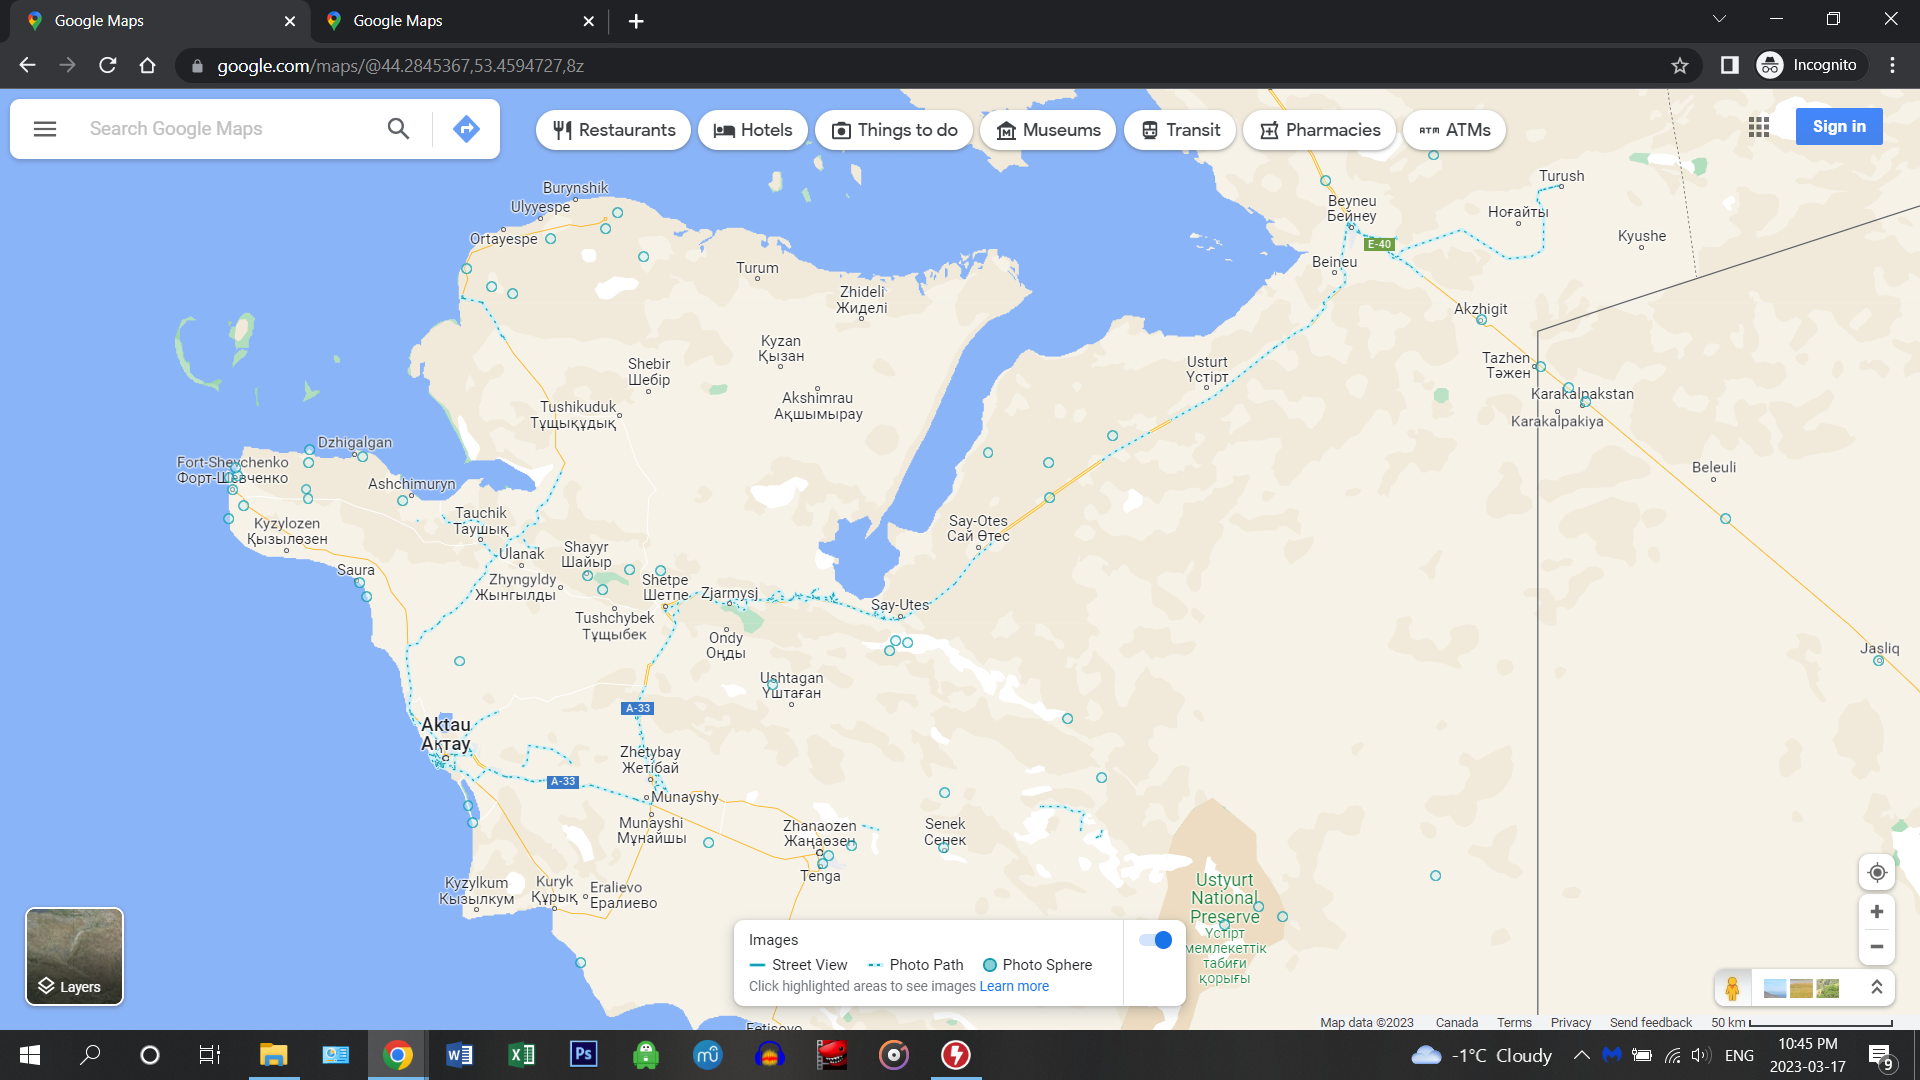 Google Maps
Google Maps
google.com/maps/@44.2845367,53.4594727,8z
Incognito
Search Google Maps
Restaurants
Hotels
Things to do
Museums
Transit
Pharmacies
ATM ATMs
Sign in
Burynshik
Ulyyespe
Ortayespe
Turum
Zhideli
Жиделі
Kyzan
Қызан
Shebir
Шебір
Akshimrau
Ақшымырау
Tushikuduk
Тұщықұдық
Beyneu
Бейнеу
E-40
Beineu
Turush
Ноғайты
Kyushe
Akzhigit
Tazhen
Тәжен
Karakalpakstan
Karakalpakiya
Usturt
Үстірт
Beleuli
Jasliq
Dzhigalgan
Fort-Shevchenko
Форт-Шевченко
Ashchimuryn
Tauchik
Таушық
Kyzylozen
Қызылөзен
Ulanak
Shayyr
Шайыр
Saura
Zhyngyldy
Жыңғылды
Shetpe
Шетпе
Zjarmysj
Say-Otes
Сай Өтес
Say-Utes
Tushchybek
Тұщыбек
Ondy
Оңды
Ushtagan
Үштаған
A-33
Aktau
Ақтау
Zhetybay
Жетібай
A-33
Munayshy
Munayshi
Мұнайшы
Zhanaozen
Жаңаөзен
Tenga
Senek
Сенек
Kyzylkum
Кызылкум
Kuryk
Құрық
Eralievo
Ералиево
Ustyurt
National
Preserve
Үстірт
мемлекеттік
табиғи
қорығы
Fetisovo
Layers
Images
Street View
Photo Path
Photo Sphere
Click highlighted areas to see images Learn more
Map data ©2023
Canada
Terms
Privacy
Send feedback
50 km
-1°C Cloudy
ENG
10:45 PM
2023-03-17
9